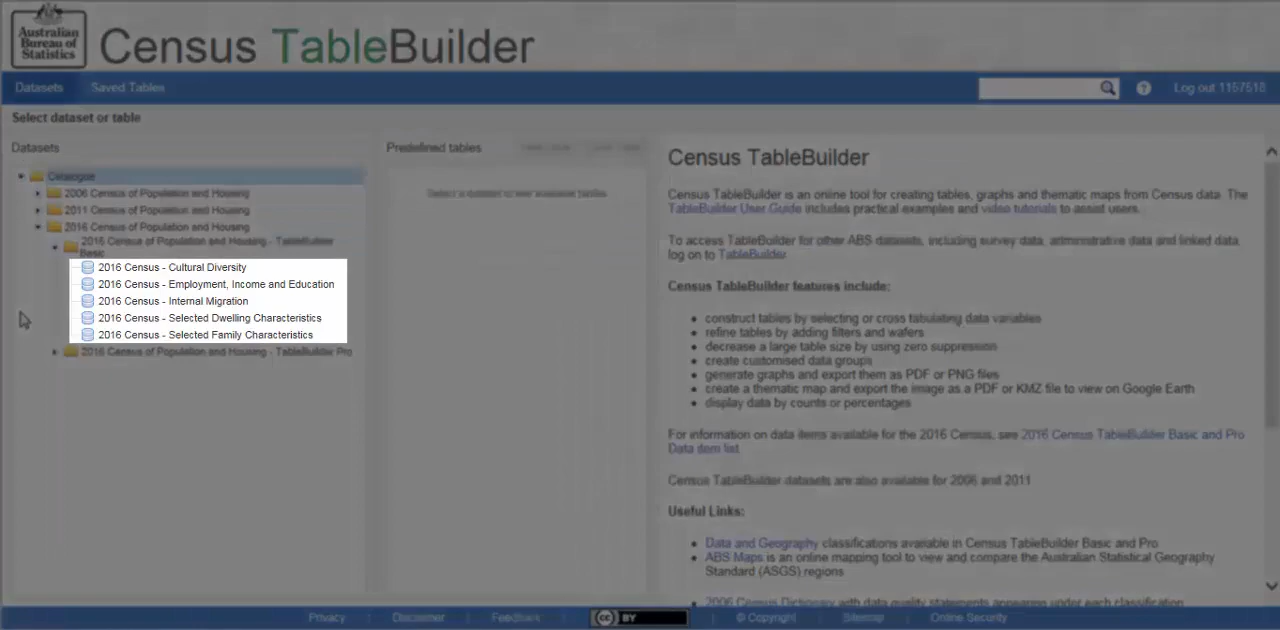 Australian
Bureau of
Statistics
Census TableBuilder
Datasets
Saved Tables
Log out 1157518
Select dataset or table
Datasets
Catalogue
2006 Census of Population and Housing
2011 Census of Population and Housing
2016 Census of Population and Housing
2016 Census of Population and Housing - TableBuilder
Basic
2016 Census - Cultural Diversity
2016 Census - Employment, Income and Education
2016 Census - Internal Migration
2016 Census - Selected Dwelling Characteristics
2016 Census - Selected Family Characteristics
2016 Census of Population and Housing - TableBuilder Pro
Predefined tables
Select a dataset to see available tables
Census TableBuilder
Census TableBuilder is an online tool for creating tables, graphs and thematic maps from Census data. The
TableBuilder User Guide includes practical examples and video tutorials to assist users.
To access TableBuilder for other ABS datasets, including survey data, administrative data and linked data,
log on to TableBuilder
Census TableBuilder features include:
• construct tables by selecting or cross tabulating data variables
• refine tables by adding filters and wafers
• decrease a large table size by using zero suppression
• create customised data groups
• generate graphs and export them as PDF or PNG files
• create a thematic map and export the image as a PDF or KMZ file to view on Google Earth
• display data by counts or percentages
For information on data items available for the 2016 Census, see 2016 Census TableBuilder Basic and Pro
Data item list
Census TableBuilder datasets are also available for 2006 and 2011
Useful Links:
• Data and Geography classifications available in Census TableBuilder Basic and Pro
• ABS Maps is an online mapping tool to view and compare the Australian Statistical Geography
Standard (ASGS) regions
• 2006 Census Dictionary with data quality statements appearing under each classification
Privacy | Disclaimer | Feedback | cc BY | © Copyright | Sitemap | Online Security